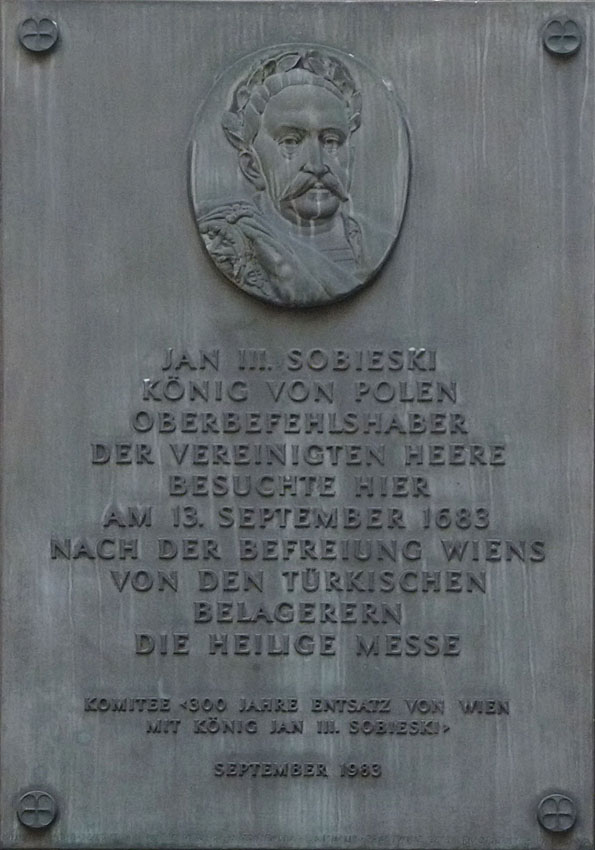 JAN III. SOBIESKI
KÖNIG VON POLEN
OBERBEFEHLSHABER
DER VEREINIGTEN HEERE
BESUCHTE HIER
AM 13. SEPTEMBER 1683
NACH DER BEFREIUNG WIENS
VON DEN TÜRKISCHEN
BELAGERERN
DIE HEILIGE MESSE
KOMITEE <300 JAHRE ENTSATZ VON WIEN
MIT KÖNIG JAN III. SOBIESKI>
SEPTEMBER 1983